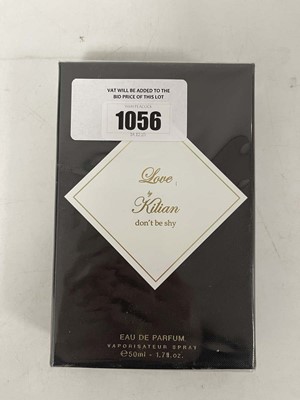 VAT WILL BE ADDED TO THE
BID PRICE OF THIS LOT
1056
Love
by
Kilian
don't be shy
EAU DE PARFUM
VAPORISATEUR SPRAY
℮50ml - 1.7fl.oz.